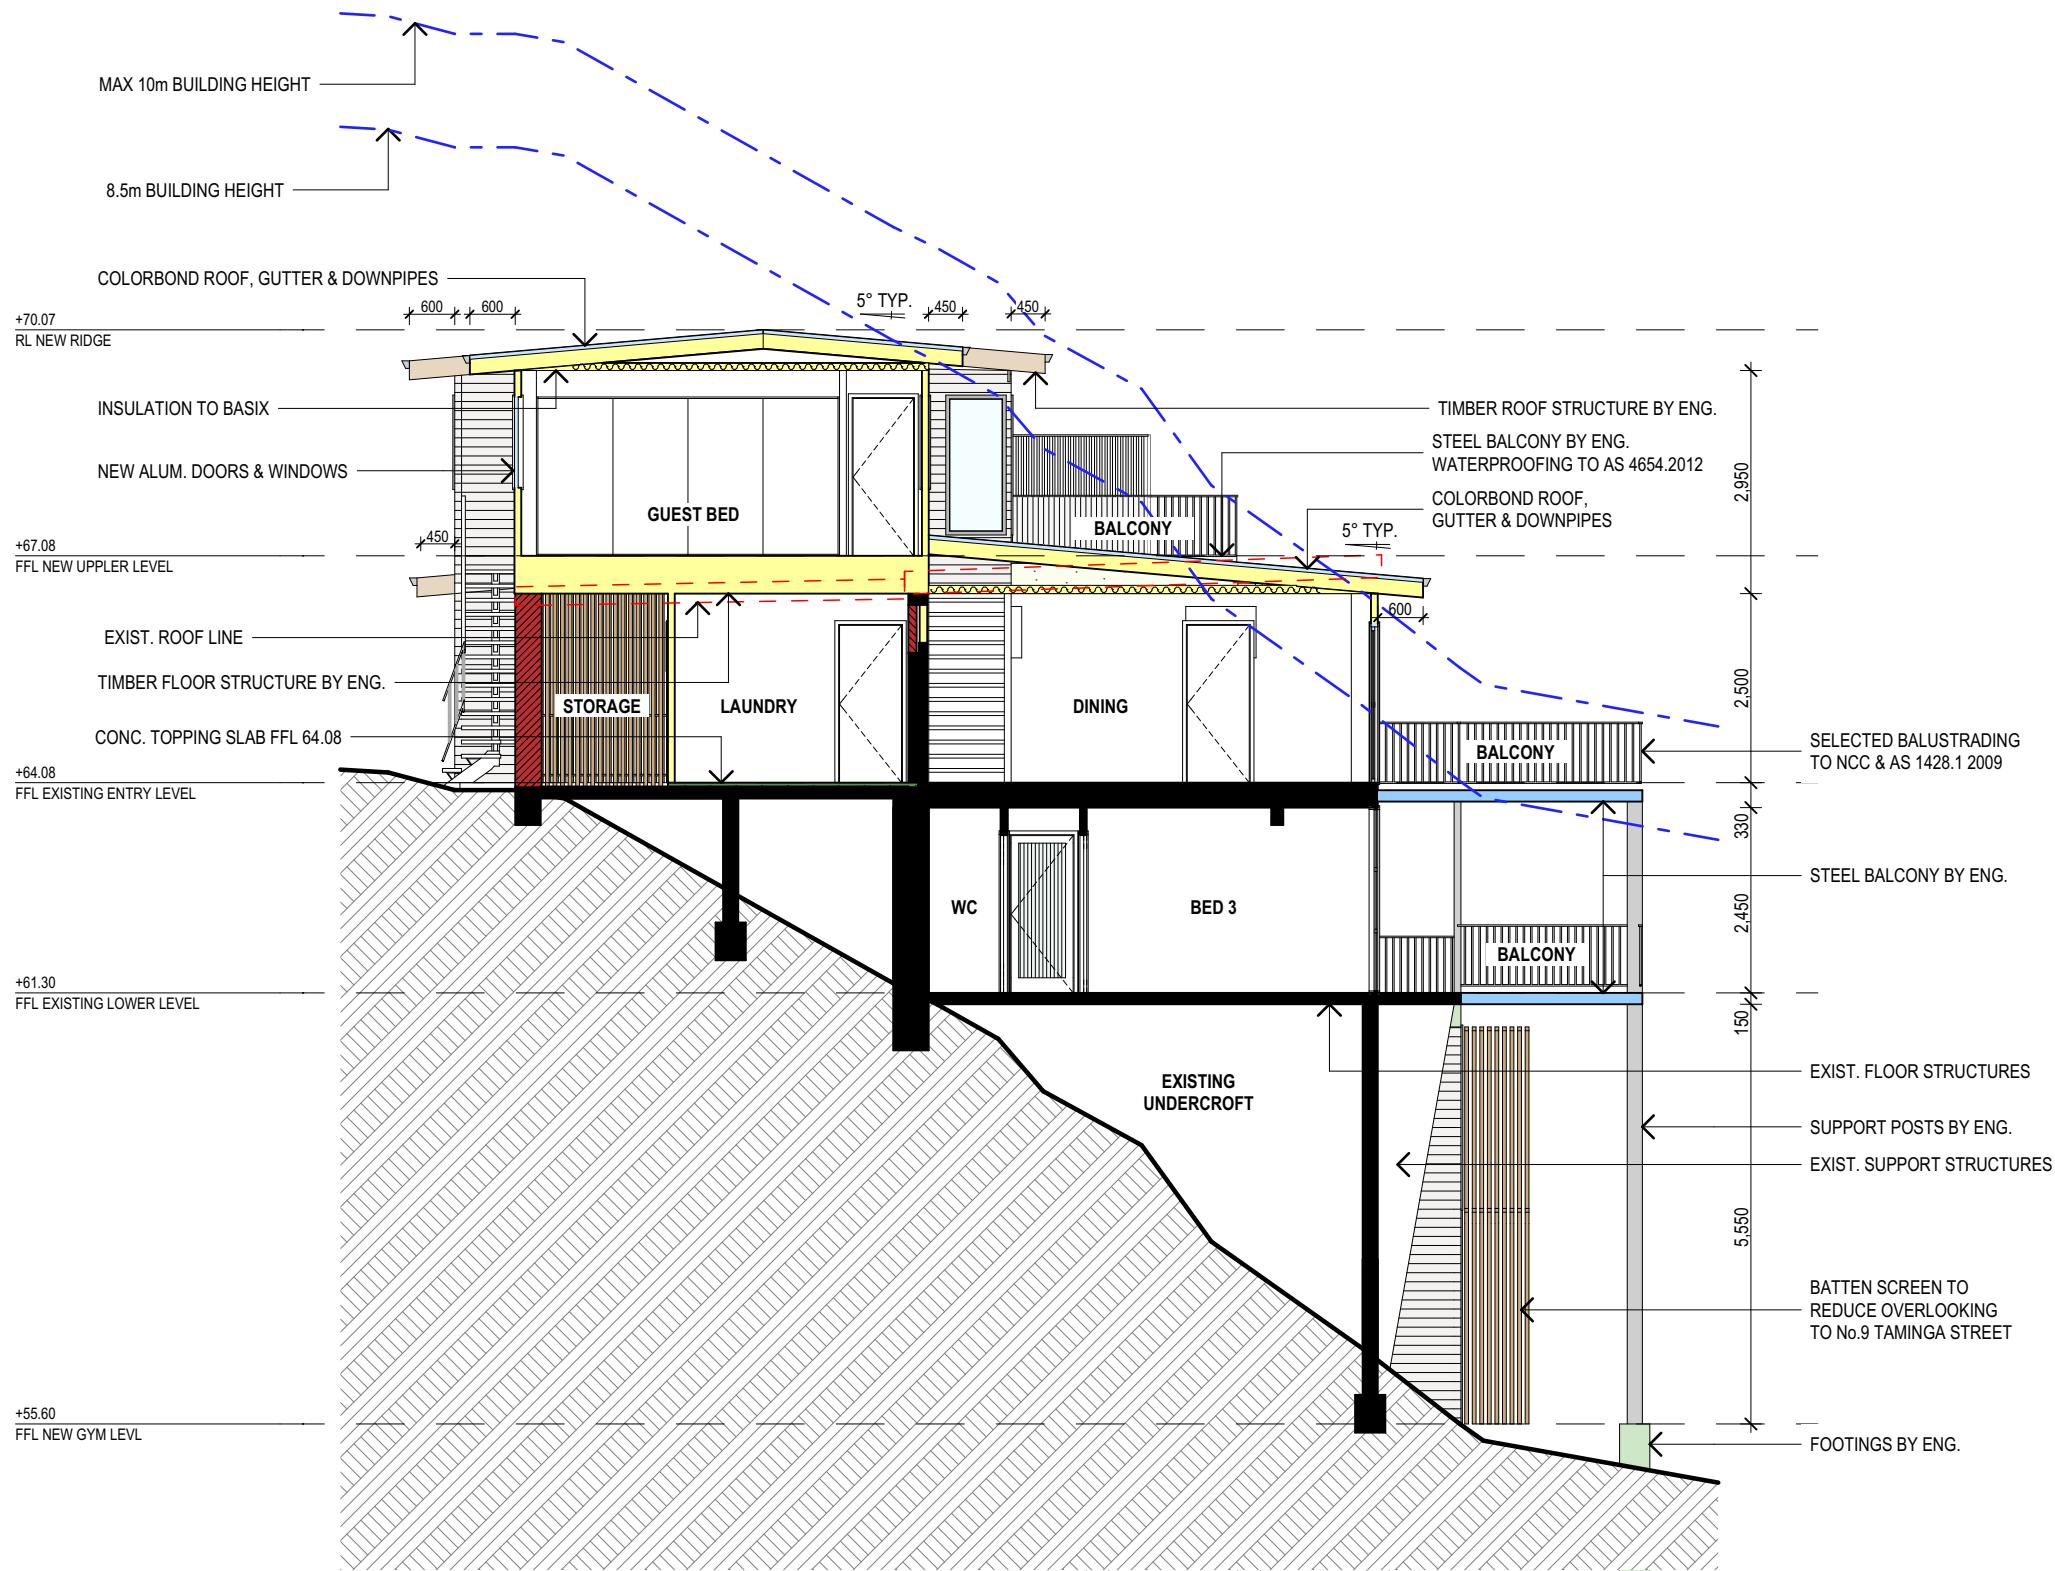 MAX 10m BUILDING HEIGHT
8.5m BUILDING HEIGHT
COLORBOND ROOF, GUTTER & DOWNPIPES
600
600
5° TYP.
450
450
+70.07
RL NEW RIDGE
INSULATION TO BASIX
TIMBER ROOF STRUCTURE BY ENG.
STEEL BALCONY BY ENG.
WATERPROOFING TO AS 4654.2012
NEW ALUM. DOORS & WINDOWS
COLORBOND ROOF,
GUTTER & DOWNPIPES
2,950
GUEST BED
BALCONY
5° TYP.
450
+67.08
FFL NEW UPPLER LEVEL
600
EXIST. ROOF LINE
TIMBER FLOOR STRUCTURE BY ENG.
STORAGE
LAUNDRY
DINING
2,500
CONC. TOPPING SLAB FFL 64.08
BALCONY
SELECTED BALUSTRADING
TO NCC & AS 1428.1 2009
+64.08
FFL EXISTING ENTRY LEVEL
330
STEEL BALCONY BY ENG.
WC
BED 3
2,450
BALCONY
+61.30
FFL EXISTING LOWER LEVEL
150
EXIST. FLOOR STRUCTURES
EXISTING
UNDERCROFT
SUPPORT POSTS BY ENG.
EXIST. SUPPORT STRUCTURES
5,550
BATTEN SCREEN TO
REDUCE OVERLOOKING
TO No.9 TAMINGA STREET
+55.60
FFL NEW GYM LEVL
FOOTINGS BY ENG.